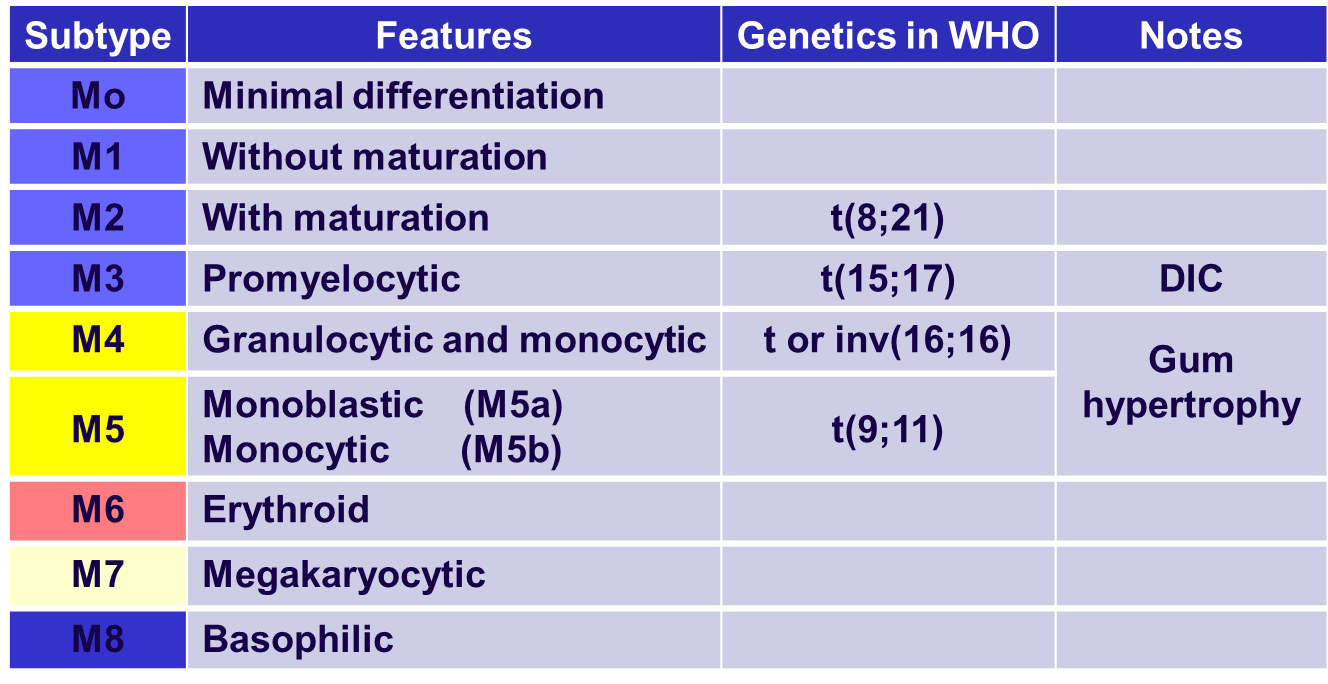 Subtype Features Genetics in WHO Notes
Mo Minimal differentiation
M1 Without maturation
M2 With maturation t(8;21)
M3 Promyelocytic t(15;17) DIC
M4 Granulocytic and monocytic t or inv(16;16)
Gum
hypertrophy
M5 Monoblastic (M5a) t(9;11)
Monocytic (M5b)
M6 Erythroid
M7 Megakaryocytic
M8 Basophilic